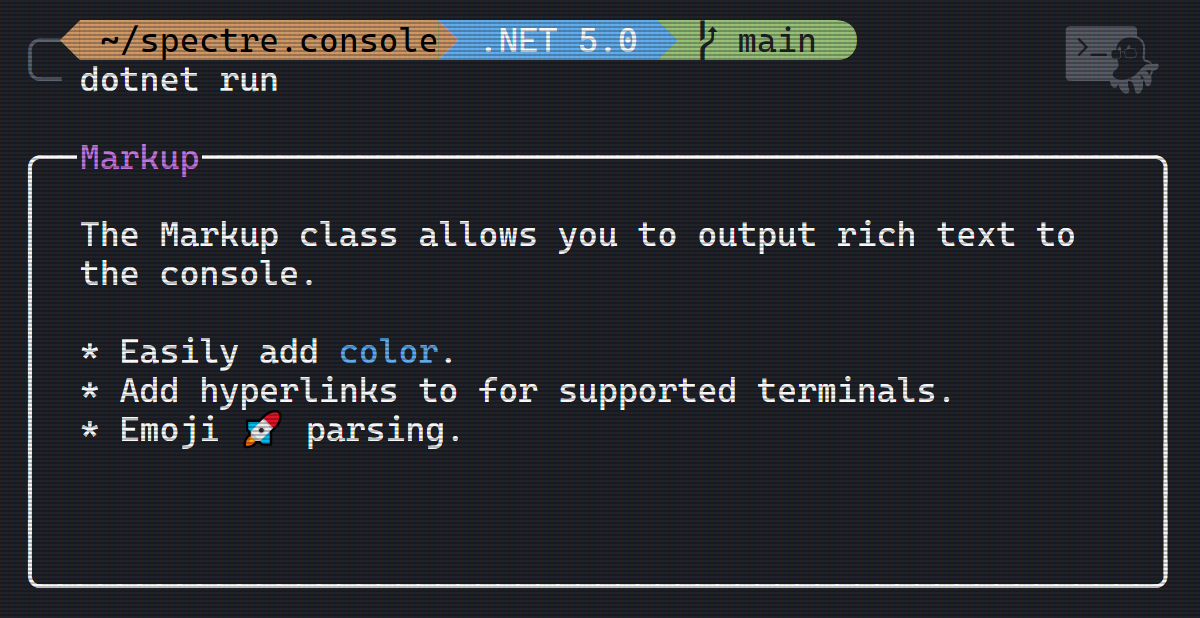 ~/spectre.console .NET 5.0 main
dotnet run
Markup
The Markup class allows you to output rich text to
the console.
* Easily add color.
* Add hyperlinks to for supported terminals.
* Emoji 🚀 parsing.